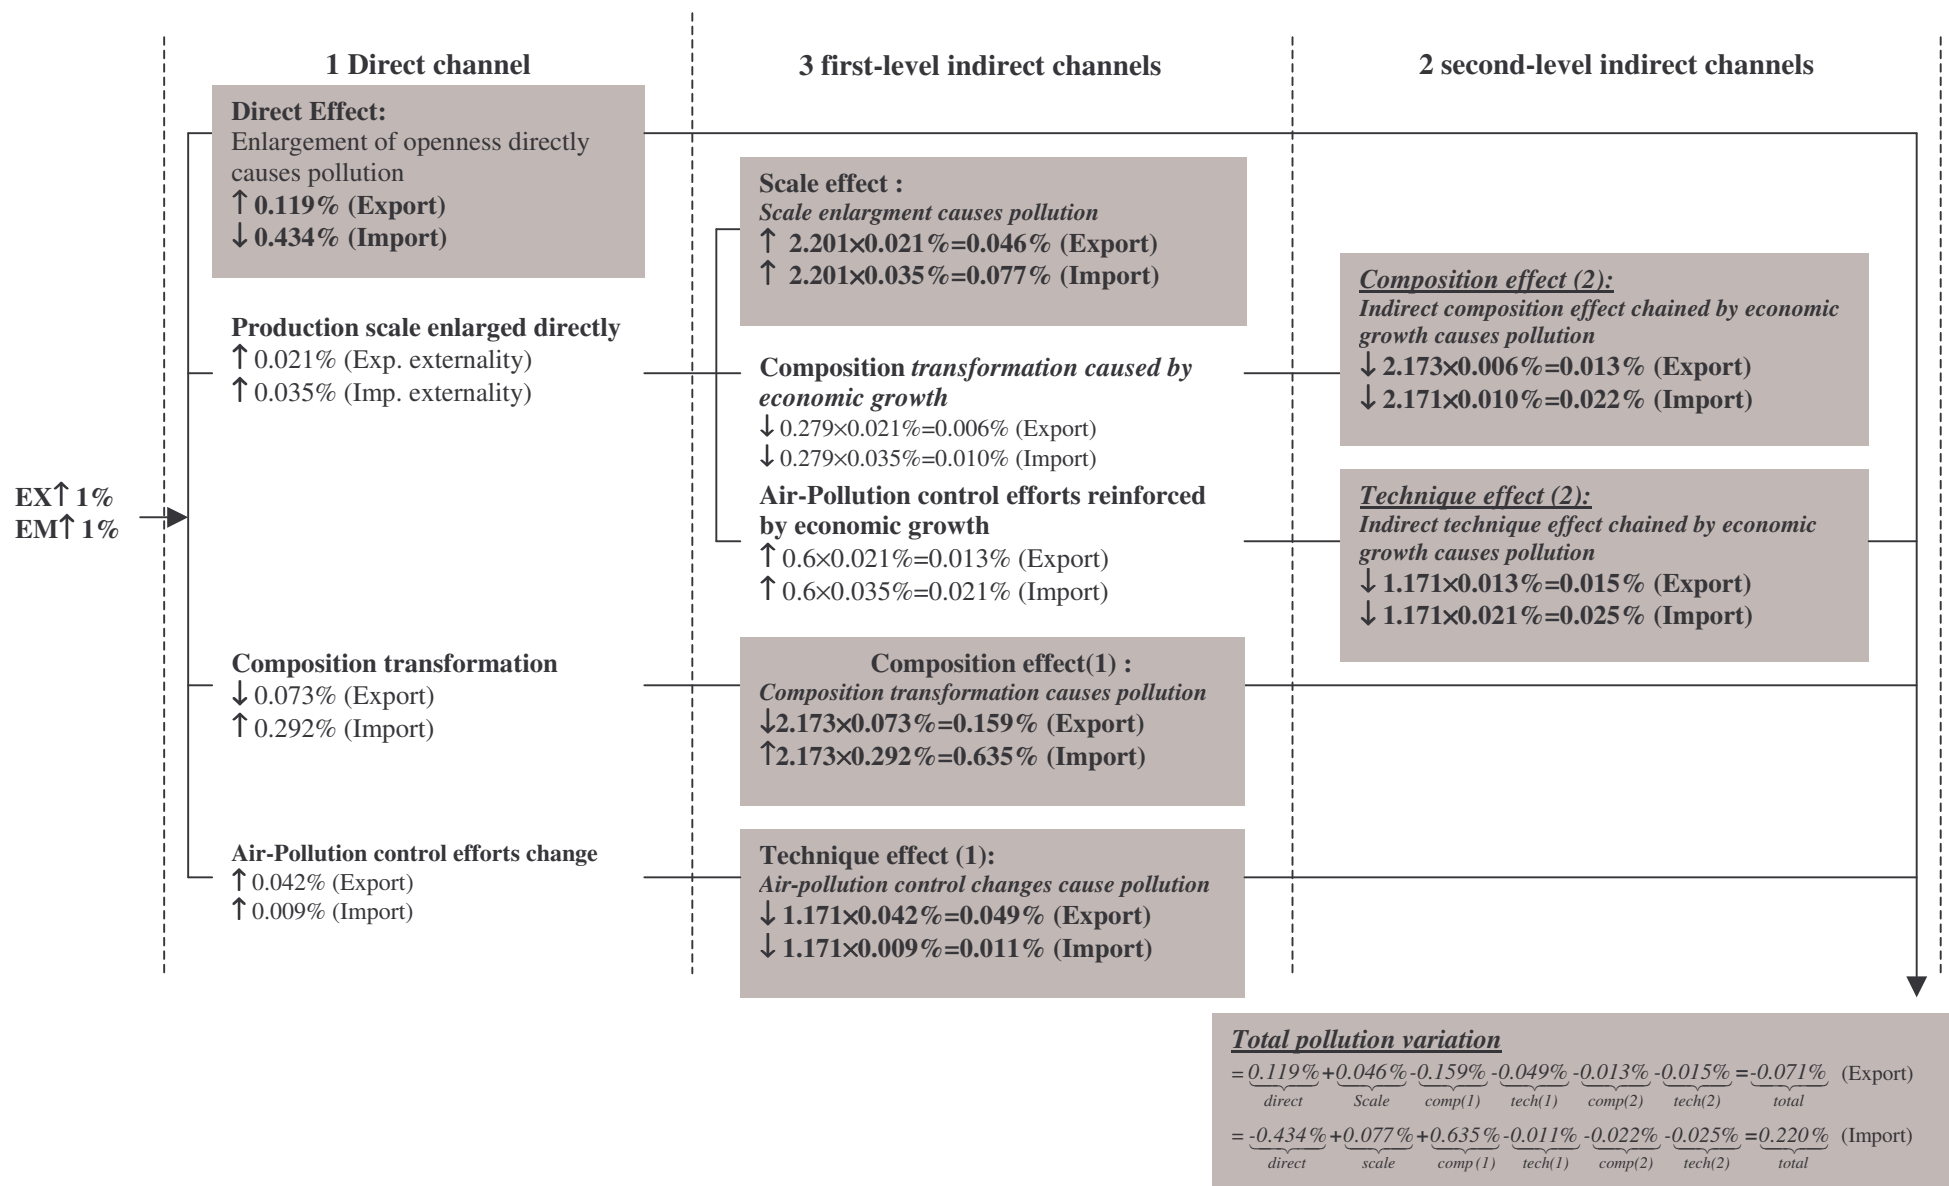 1 Direct channel
3 first-level indirect channels
2 second-level indirect channels
Direct Effect:
Enlargement of openness directly
causes pollution
↑ 0.119% (Export)
↓ 0.434% (Import)
Production scale enlarged directly
↑ 0.021% (Exp. externality)
↑ 0.035% (Imp. externality)
EX↑ 1%
EM↑ 1%
Composition transformation
↓ 0.073% (Export)
↑ 0.292% (Import)
Air-Pollution control efforts change
↑ 0.042% (Export)
↑ 0.009% (Import)
Scale effect :
Scale enlargment causes pollution
↑ 2.201×0.021%=0.046% (Export)
↑ 2.201×0.035%=0.077% (Import)
Composition transformation caused by
economic growth
↓ 0.279×0.021%=0.006% (Export)
↓ 0.279×0.035%=0.010% (Import)
Air-Pollution control efforts reinforced
by economic growth
↑ 0.6×0.021%=0.013% (Export)
↑ 0.6×0.035%=0.021% (Import)
Composition effect(1) :
Composition transformation causes pollution
↓2.173×0.073%=0.159% (Export)
↑2.173×0.292%=0.635% (Import)
Technique effect (1):
Air-pollution control changes cause pollution
↓ 1.171×0.042%=0.049% (Export)
↓ 1.171×0.009%=0.011% (Import)
Composition effect (2):
Indirect composition effect chained by economic
growth causes pollution
↓ 2.173×0.006%=0.013% (Export)
↓ 2.171×0.010%=0.022% (Import)
Technique effect (2):
Indirect technique effect chained by economic
growth causes pollution
↓ 1.171×0.013%=0.015% (Export)
↓ 1.171×0.021%=0.025% (Import)
Total pollution variation
= 0.119% +0.046% -0.159% -0.049% -0.013% -0.015% =-0.071% (Export)
direct Scale comp(1) tech(1) comp(2) tech(2) total
= -0.434% +0.077% +0.635% -0.011% -0.022% -0.025% =0.220% (Import)
direct scale comp (1) tech(1) comp(2) tech(2) total